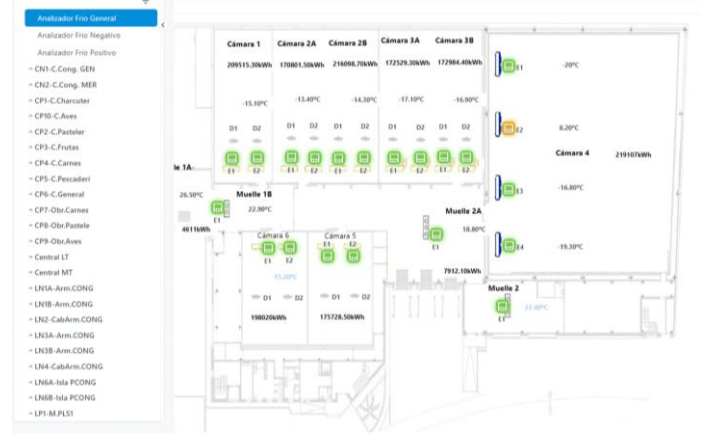 Analizador Frio General
Analizador Frio Negativo
Analizador Frio Positivo
- CN1-C.Cong. GEN
- CN2-C.Cong. MER
- CP1-C.Charcuter
- CP10-C.Aves
- CP2-C.Pasteler
- CP3-C.Frutas
- CP4-C.Carnes
- CP5-C.Pescaderi
- CP6-C.General
- CP7-Obr.Carnes
- CP8-Obr.Pastele
- CP9-Obr.Aves
- Central LT
- Central MT
- LN1A-Arm.CONG
- LN1B-Arm.CONG
- LN2-CabArm.CONG
- LN3A-Arm.CONG
- LN3B-Arm.CONG
- LN4-CabArm.CONG
- LN6A-Isla PCONG
- LN6B-Isla PCONG
- LP1-M.PLS1
Cámara 1 Cámara 2A Cámara 2B Cámara 3A Cámara 3B
209515.30kWh 170801.50kWh 216098.70kWh 172529.30kWh 172904.40kWh
-15.10ºC -13.40ºC -14.30ºC -17.10ºC -16.90ºC
D1 D2 D1 D2 D1 D2 D1 D2 D1 D2
E1 E2 E1 E2 E1 E2 E1 E2 E1 E2
E1 -20ºC
E2 8.20ºC
Cámara 4 219107kWh
E3 -16.80ºC
E4 -19.30ºC
le 1A
26.50ºC
E1
4611kWh
Muelle 1B
22.90ºC
Muelle 2A
18.80ºC
E1
7912.10kWh
Cámara 6 Cámara 5
E1 E2
E1 E2
15.20ºC
D1 D2 D1 D2
198020kWh 175728.50kWh
Muelle 2
E1
22.80ºC